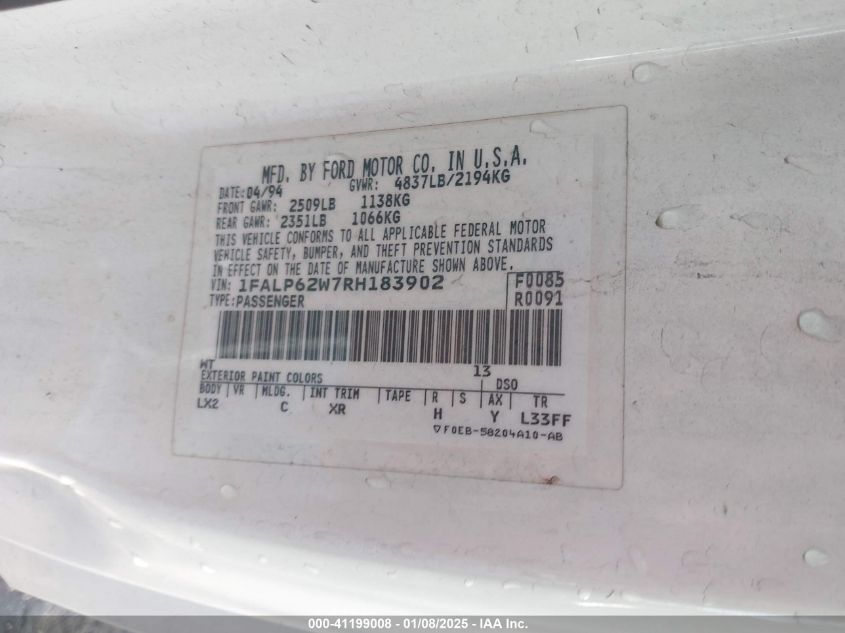 MFD. BY FORD MOTOR CO. IN U.S.A.
DATE: 04/94 GVWR: 4837LB/2194KG
FRONT GAWR: 2509LB 1138KG
REAR GAWR: 2351LB 1066KG
THIS VEHICLE CONFORMS TO ALL APPLICABLE FEDERAL MOTOR
VEHICLE SAFETY, BUMPER, AND THEFT PREVENTION STANDARDS
IN EFFECT ON THE DATE OF MANUFACTURE SHOWN ABOVE.
VIN: 1FALP62W7RH183902 F0085
TYPE: PASSENGER R0091
WT 13
EXTERIOR PAINT COLORS DSO
BODY VR MLDG. INT TRIM TAPE R S AX TR
LX2 C XR H Y L33FF
▽F0EB-58204A10-AB
000-41199008 - 01/08/2025 - IAA Inc.